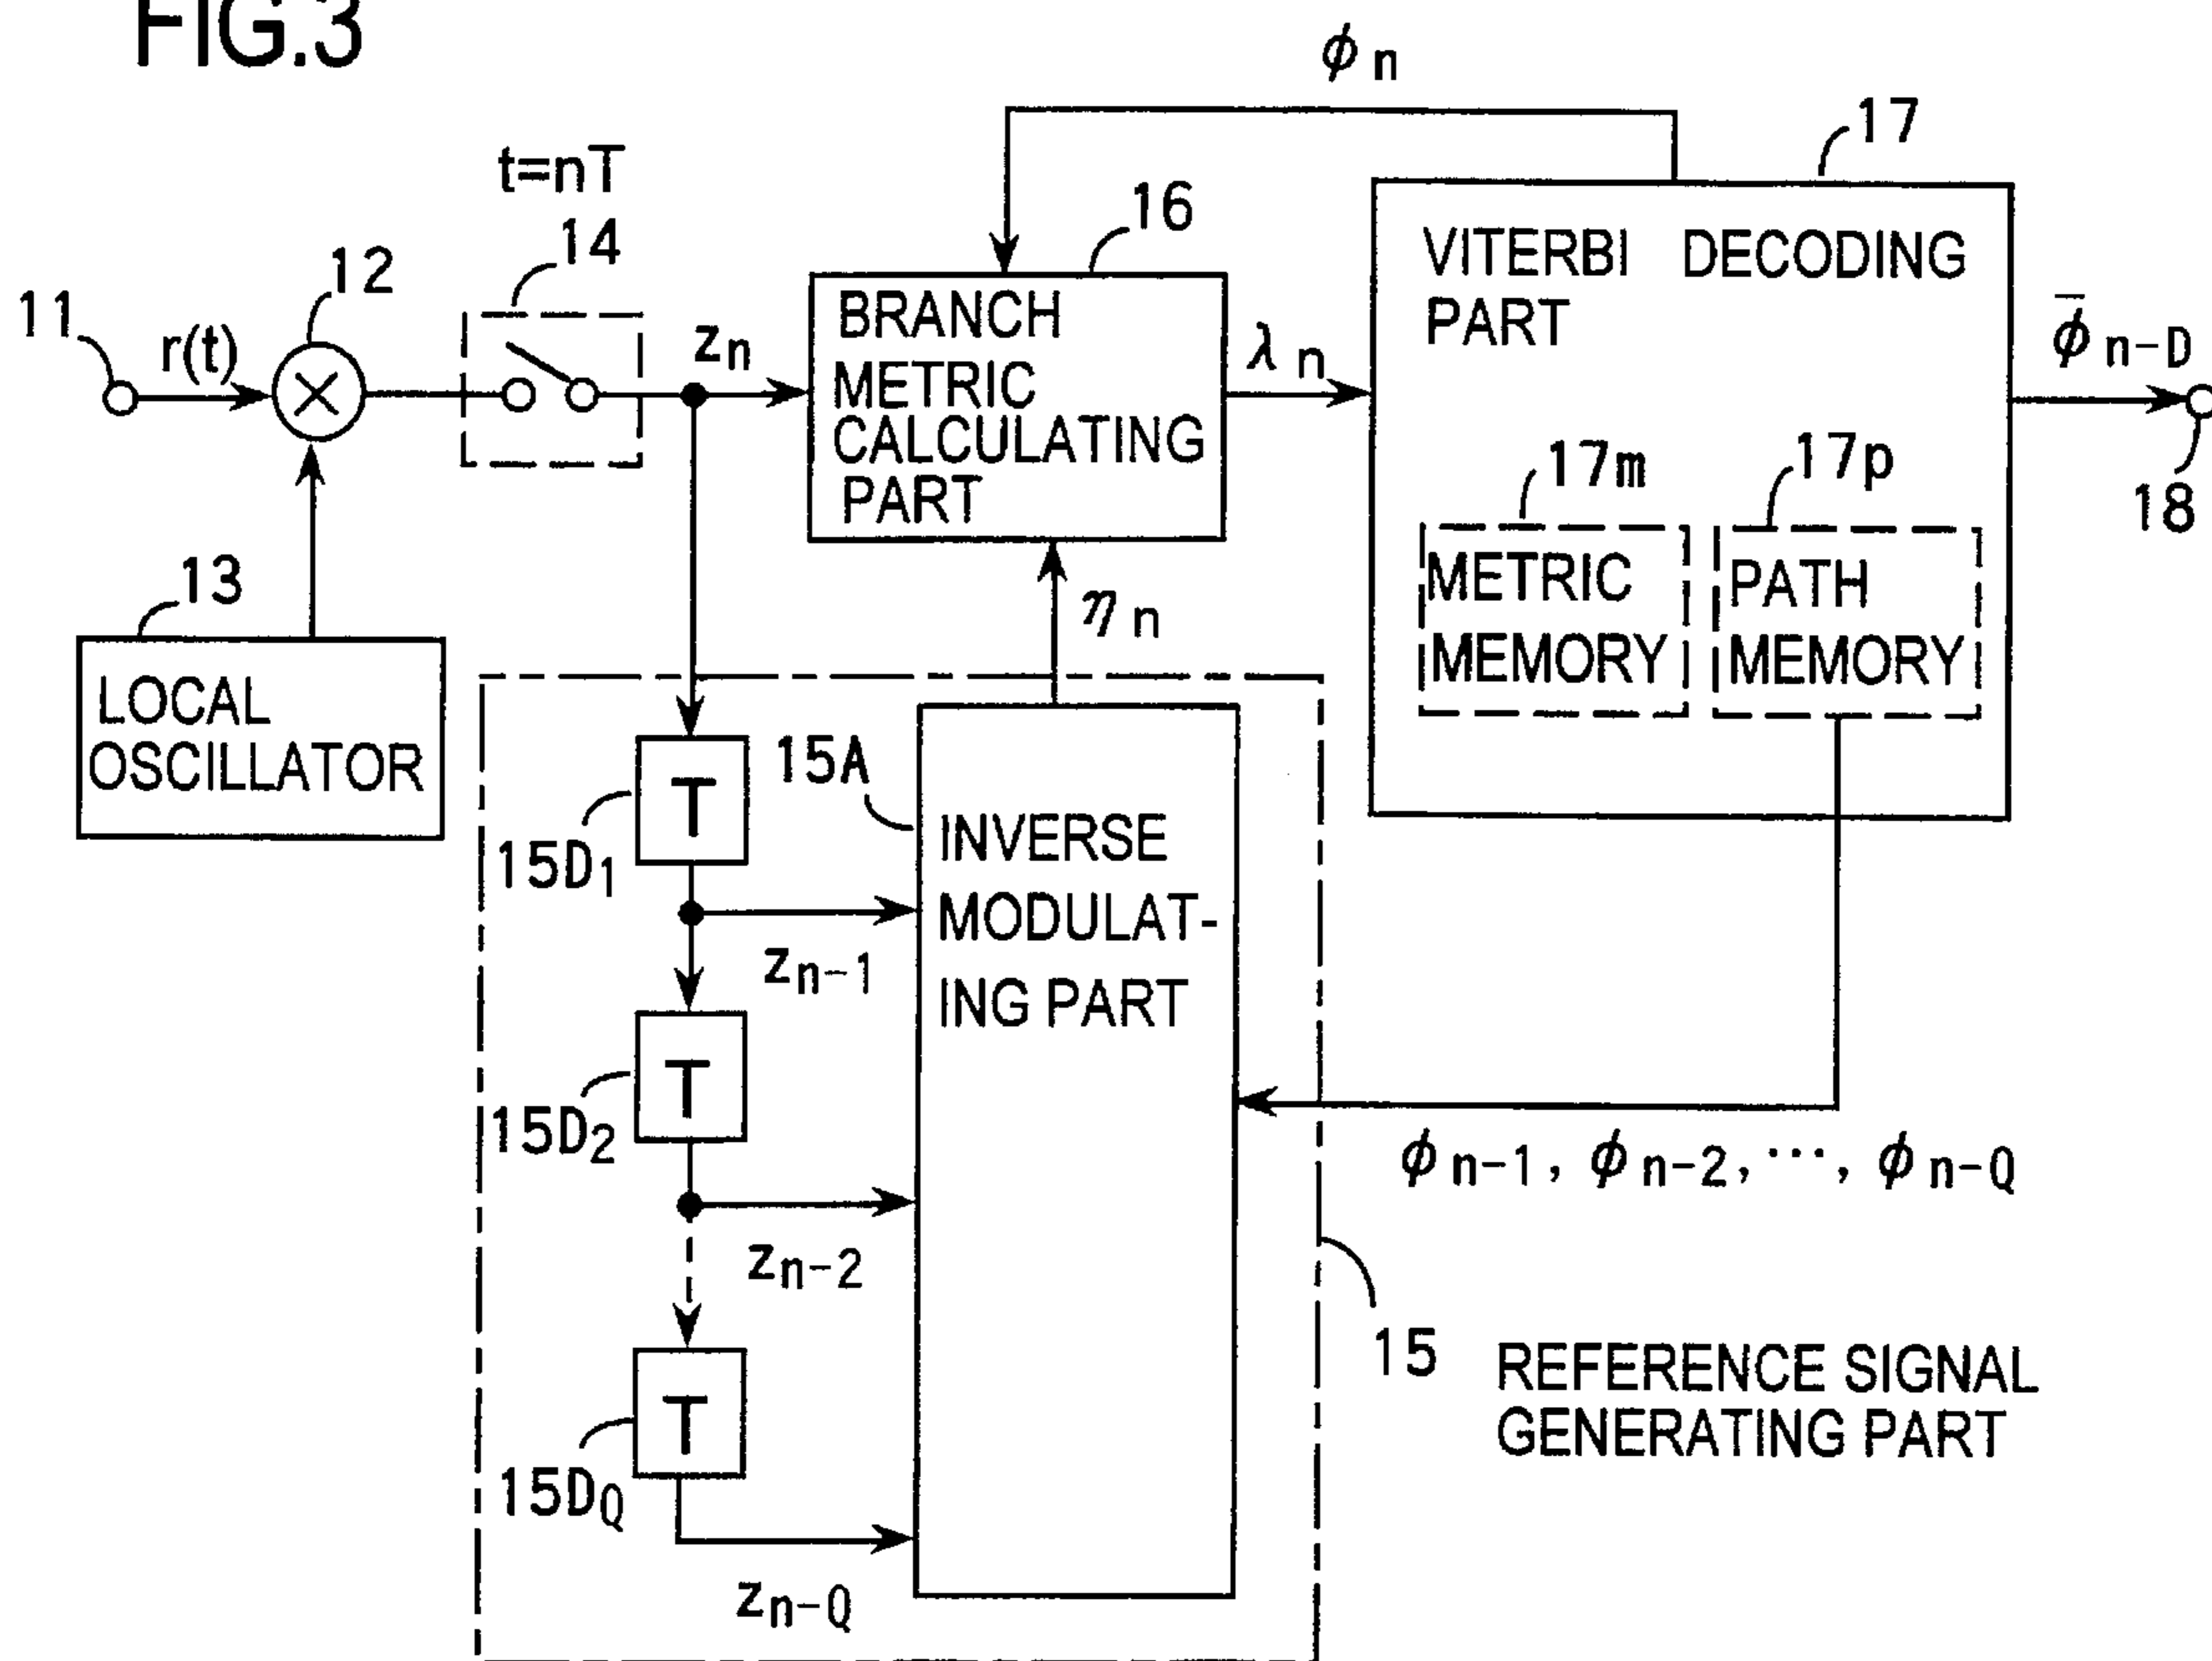 FIG.3
ϕn
17
t=nT
14
16
12
11
r(t)
zn
BRANCH
METRIC
CALCULATING
PART
λn
VITERBI DECODING
PART
ϕ̄n-D
18
17m
17p
METRIC
MEMORY
PATH
MEMORY
13
LOCAL
OSCILLATOR
ηn
T
15D1
15A
INVERSE
MODULAT-
ING PART
zn-1
T
15D2
zn-2
ϕn-1, ϕn-2, ···, ϕn-Q
T
15DQ
zn-Q
15
REFERENCE SIGNAL
GENERATING PART